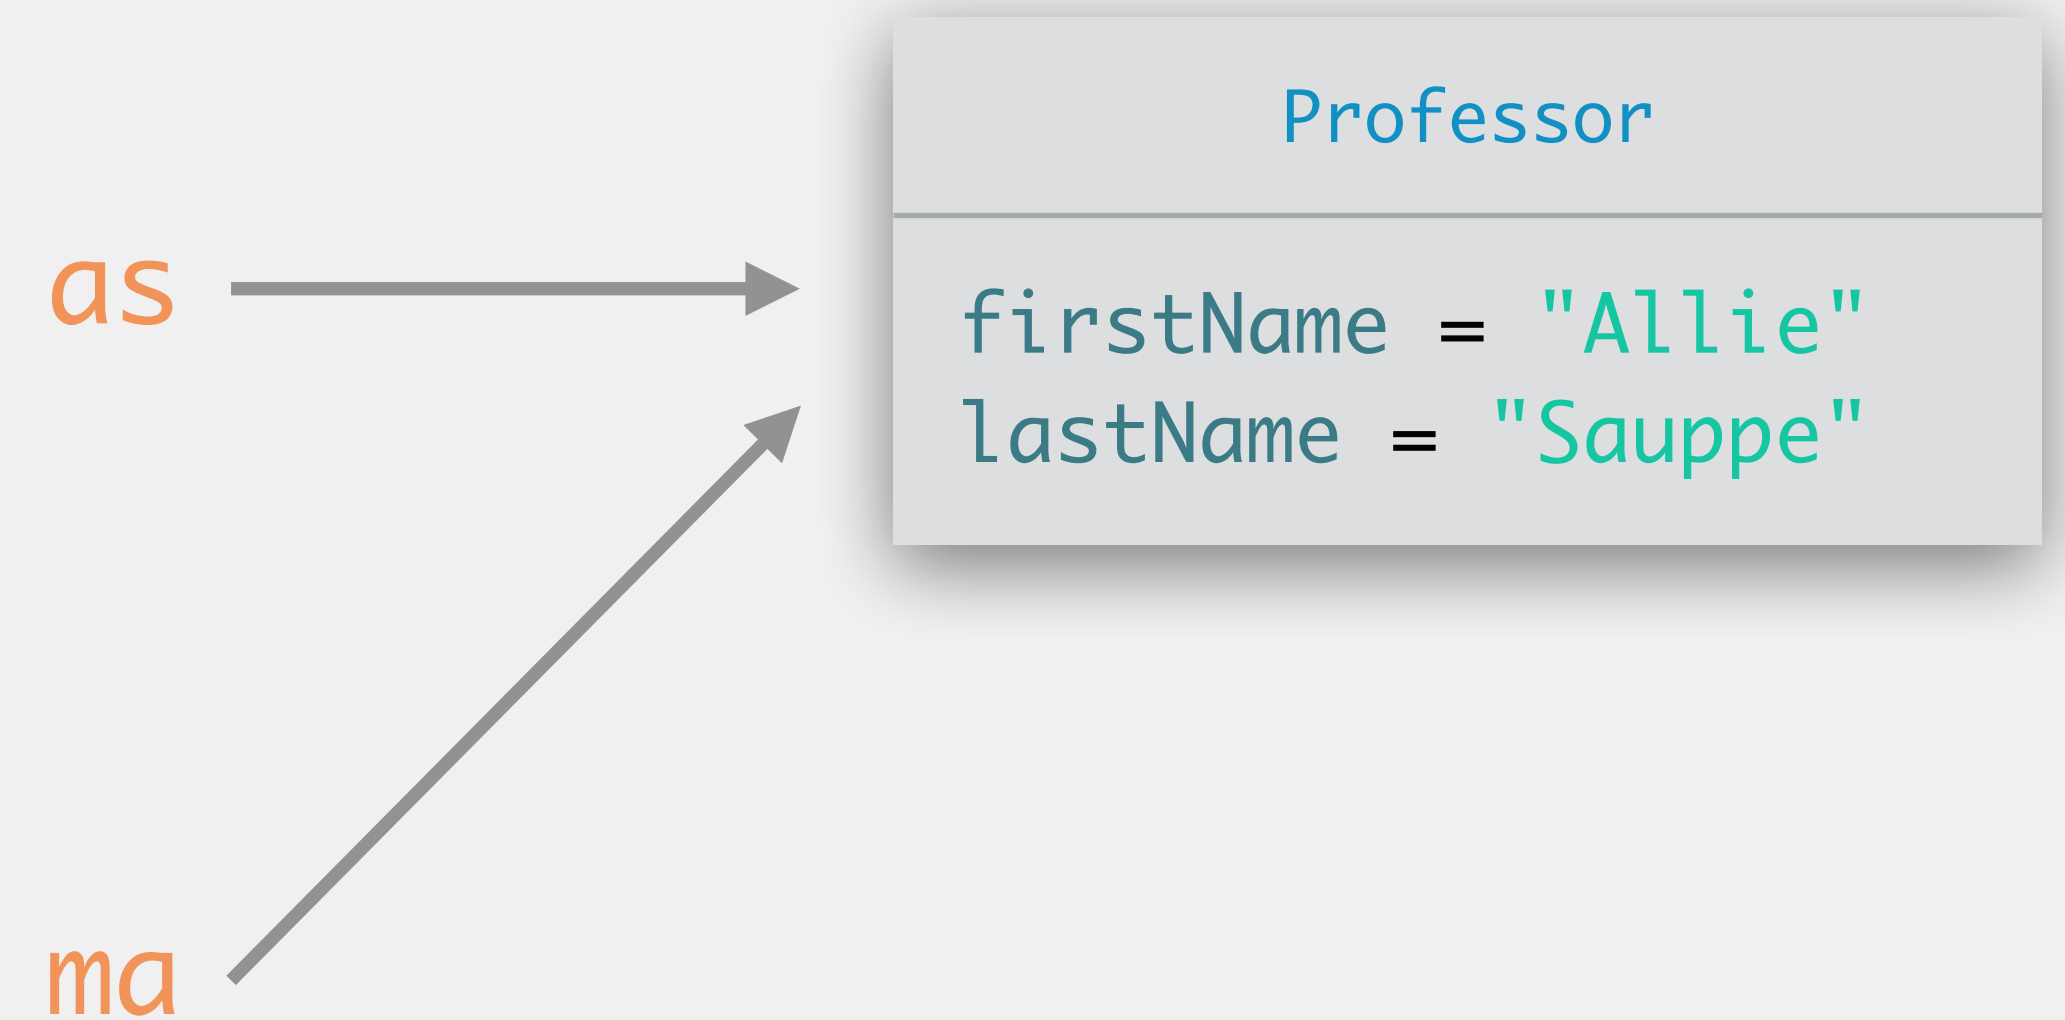 Professor
as
firstName = "Allie"
lastName = "Sauppe"
ma